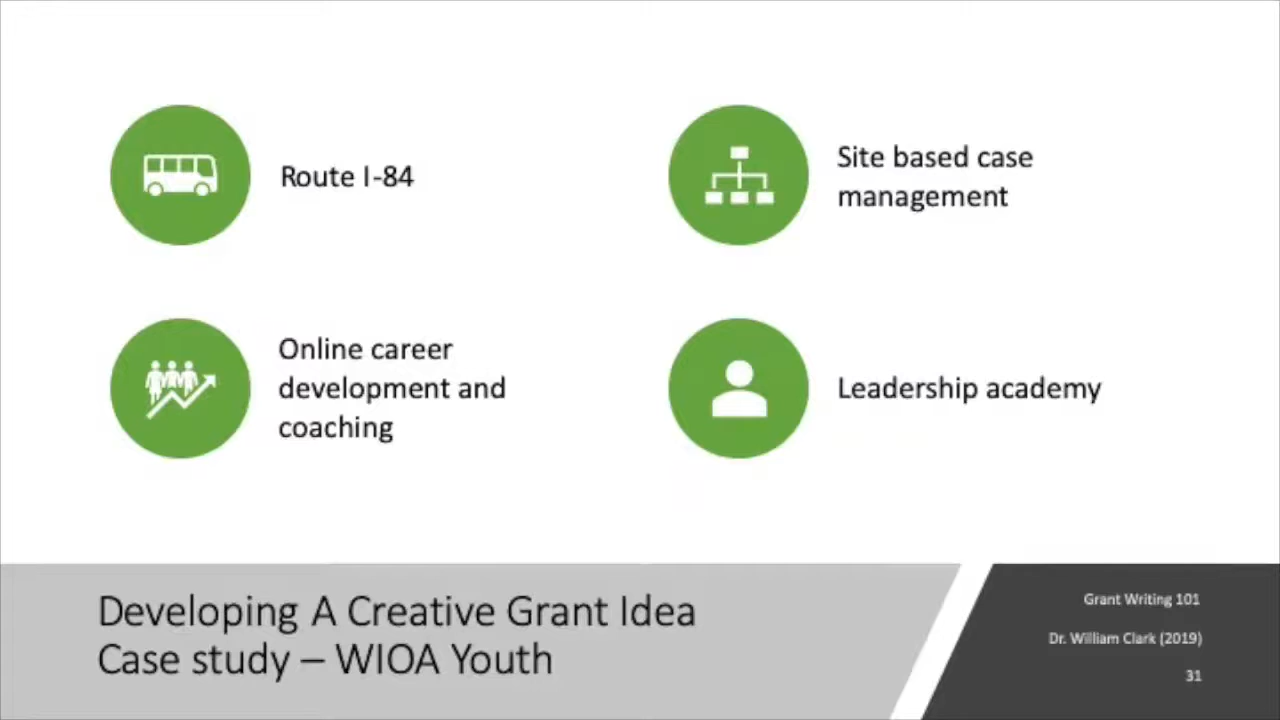 Route I-84
Site based case
management
Online career
development and
coaching
Leadership academy
Developing A Creative Grant Idea
Case study – WIOA Youth
Grant Writing 101
Dr. William Clark (2019)
31